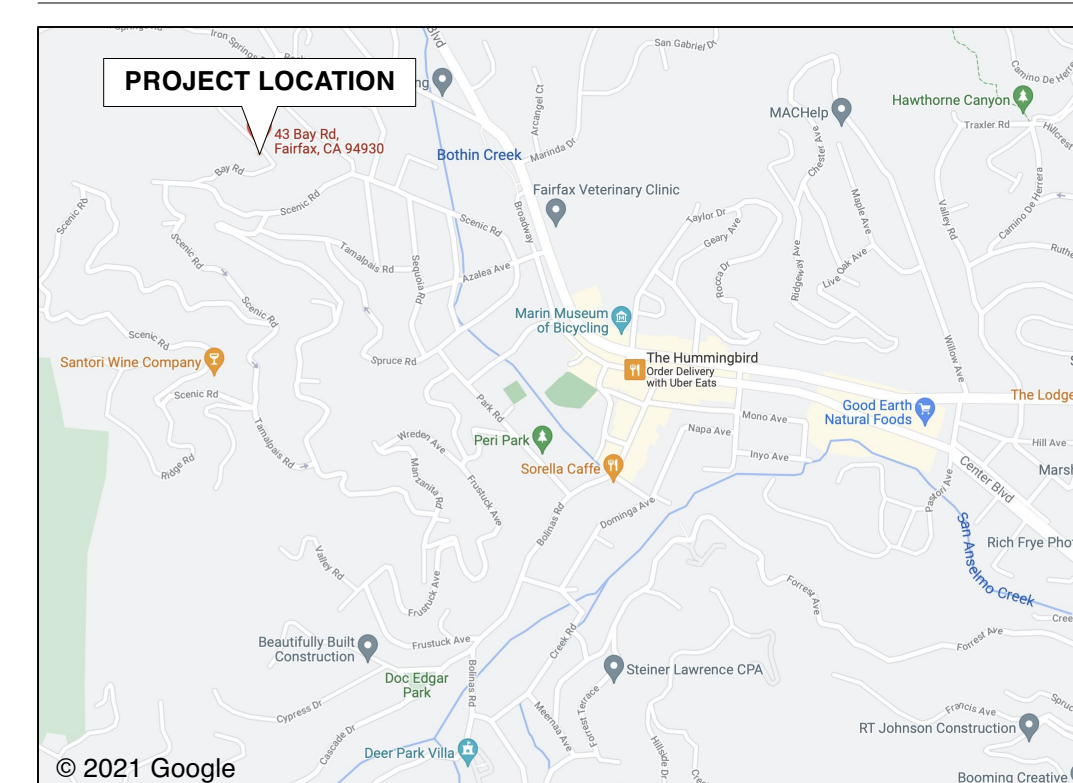 Blvd
San Gabriel Dr
Iron Springs
PROJECT LOCATION
43 Bay Rd,
Fairfax, CA 94930
Bay Rd
Arcangel Ct
Marinda Dr
Bothin Creek
MACHelp
Chester Ave
Hawthorne Canyon
Traxler Rd
Camino De Herrera
Maple Ave
Valley Rd
Fairfax Veterinary Clinic
Broadway
Scenic Rd
Scenic Rd
Scenic Rd
Scenic Rd
Tamalpais Rd
Sequoia Rd
Azalea Ave
Taylor Dr
Geary Ave
Rocca Dr
Ridgeway Ave
Live Oak Ave
Scenic Rd
Scenic Rd
Marin Museum
of Bicycling
Santori Wine Company
Spruce Rd
The Hummingbird
Order Delivery
with Uber Eats
Willow Ave
Scenic Rd
The Lodge
Good Earth
Natural Foods
Park Rd
Mono Ave
Napa Ave
Inyo Ave
Hill Ave
Wreden Ave
Peri Park
Sorella Caffe
Tamalpais Rd
Ridge Rd
Manzanita Rd
Frustuck Ave
Bolinas Rd
Dominga Ave
Pastori Ave
Center Blvd
San Anselmo Creek
Rich Frye Pho
Valley Rd
Frustuck Ave
Forrest Ave
Forrest Ave
Beautifully Built
Construction
Frustuck Ave
Doc Edgar
Park
Bolinas Rd
Creek Rd
Steiner Lawrence CPA
Cypress Dr
Cascade Dr
Deer Park Villa
Meernaa Ave
Forrest Terrace
Hillside Dr
Francis Ave
RT Johnson Construction
Booming Creative
© 2021 Google